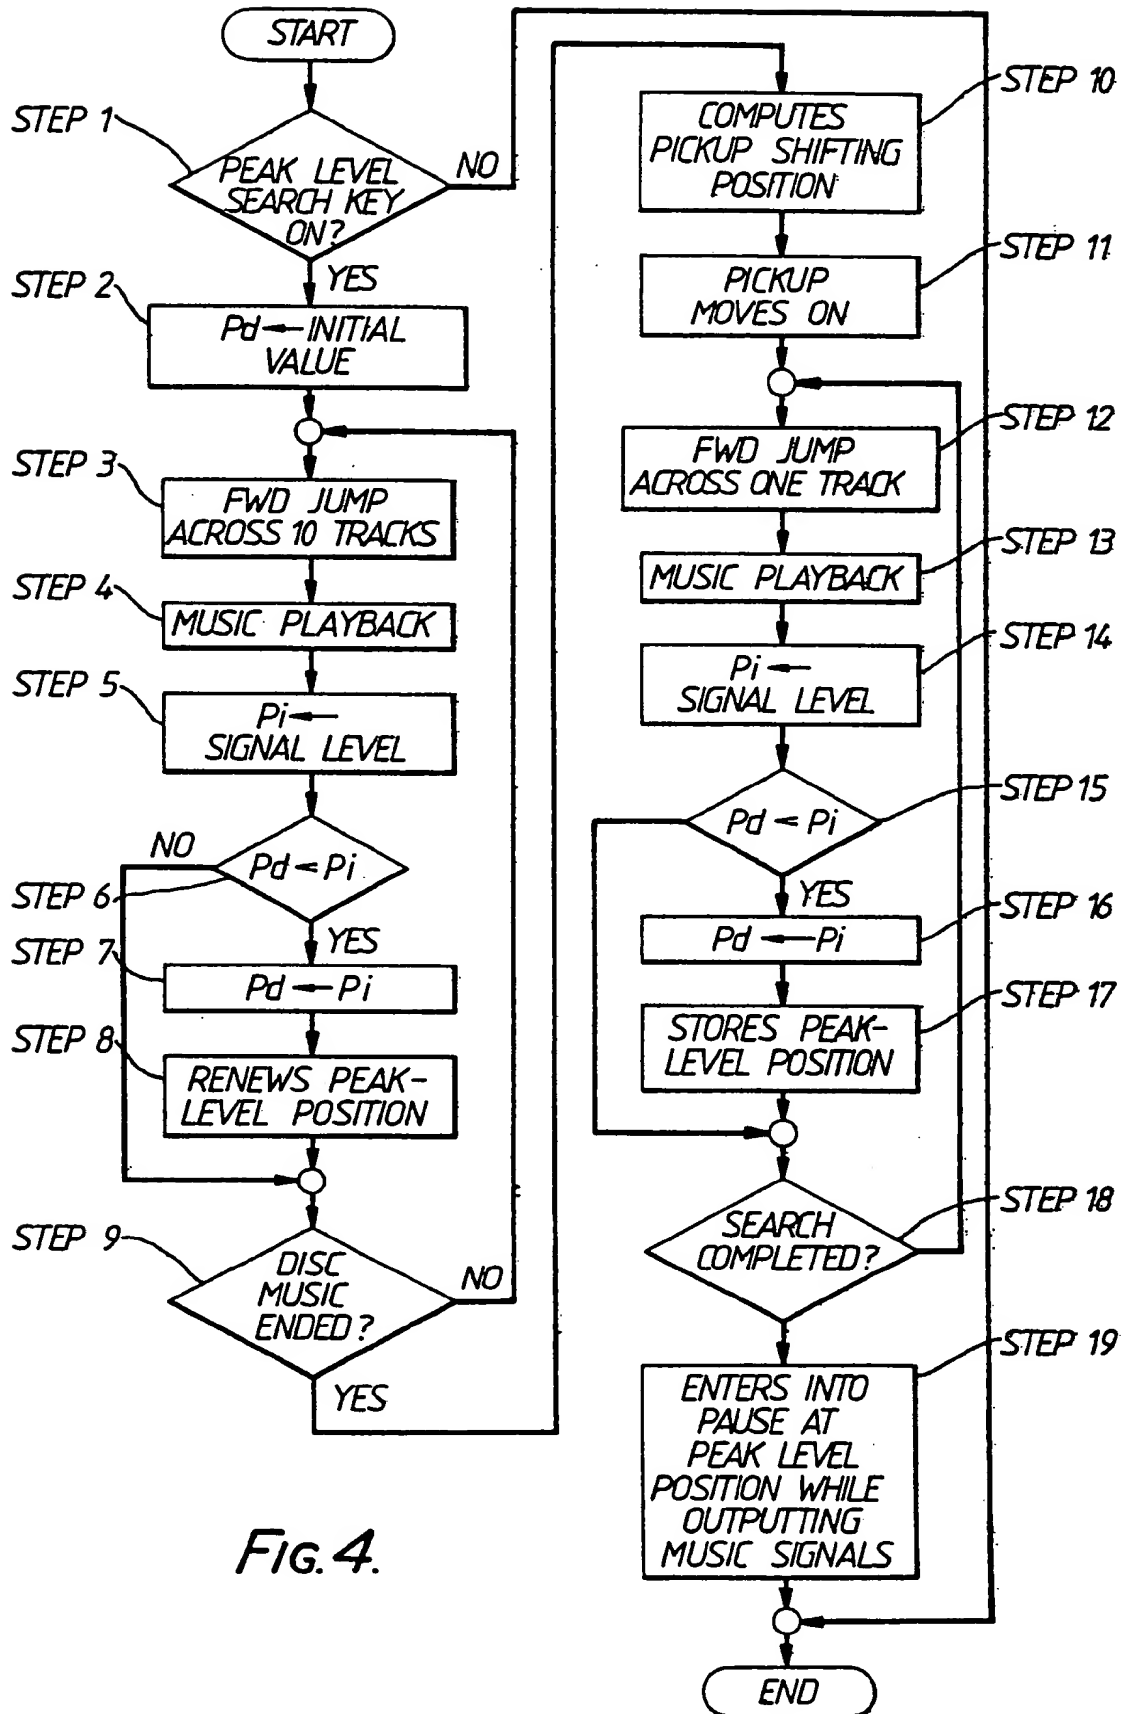 START
STEP 1
PEAK LEVEL
SEARCH KEY
ON?
NO
YES
STEP 2
Pd ← INITIAL
VALUE
STEP 3
FWD JUMP
ACROSS 10 TRACKS
STEP 4
MUSIC PLAYBACK
STEP 5
Pi ←
SIGNAL LEVEL
STEP 6
Pd < Pi
NO
YES
STEP 7
Pd ← Pi
STEP 8
RENEWS PEAK-
LEVEL POSITION
STEP 9
DISC
MUSIC
ENDED?
NO
YES
STEP 10
COMPUTES
PICKUP SHIFTING
POSITION
STEP 11
PICKUP
MOVES ON
STEP 12
FWD JUMP
ACROSS ONE TRACK
STEP 13
MUSIC PLAYBACK
STEP 14
Pi ←
SIGNAL LEVEL
STEP 15
Pd < Pi
YES
STEP 16
Pd ← Pi
STEP 17
STORES PEAK-
LEVEL POSITION
STEP 18
SEARCH
COMPLETED?
STEP 19
ENTERS INTO
PAUSE AT
PEAK LEVEL
POSITION WHILE
OUTPUTTING
MUSIC SIGNALS
END
FIG. 4.